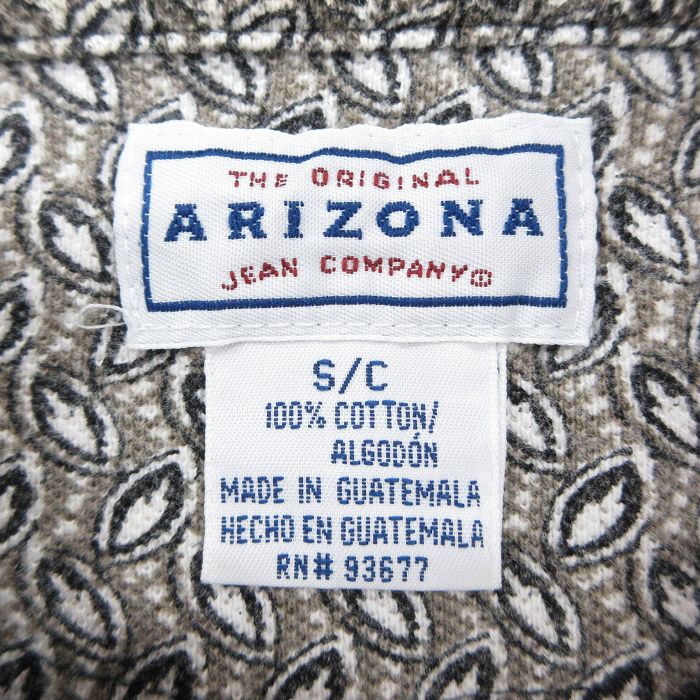 THE ORIGINAL
ARIZONA
JEAN COMPANY®
S/C
100% COTTON/
ALGODÓN
MADE IN GUATEMALA
HECHO EN GUATEMALA
RN# 93677